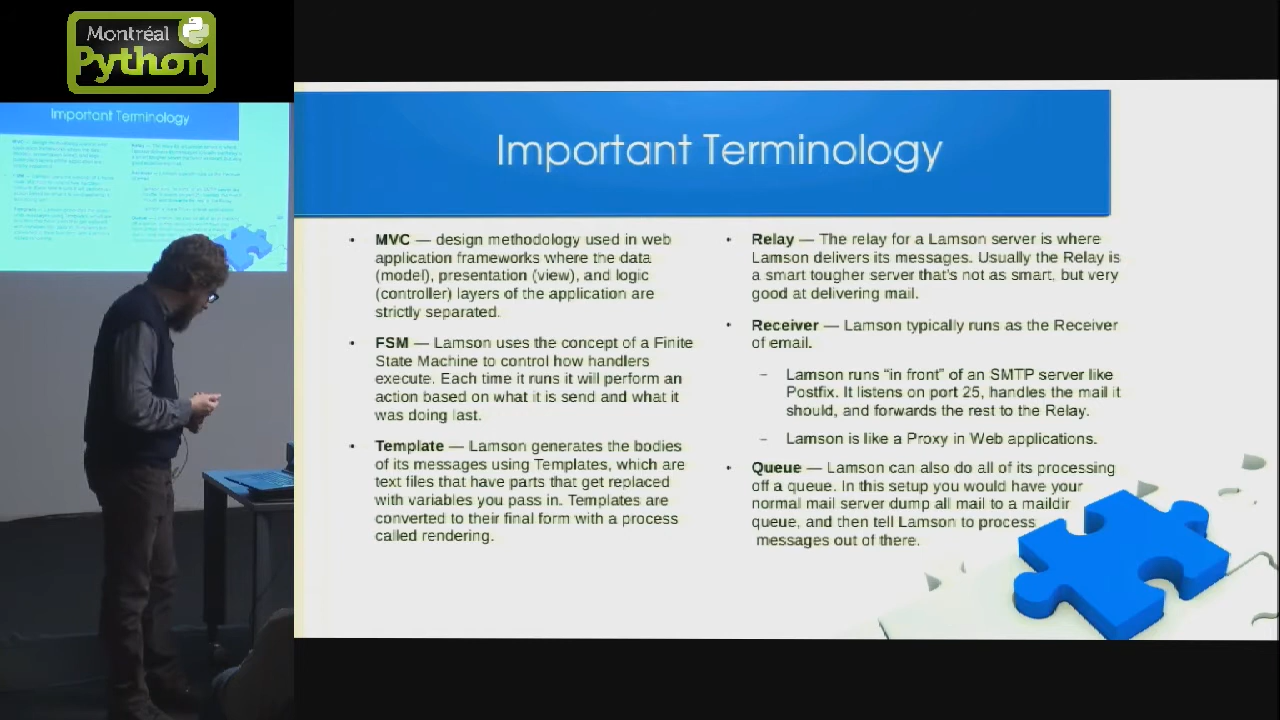 Montréal
Python
Important Terminology
Important Terminology
• MVC — design methodology used in web
application frameworks where the data
(model), presentation (view), and logic
(controller) layers of the application are
strictly separated.
• FSM — Lamson uses the concept of a Finite
State Machine to control how handlers
execute. Each time it runs it will perform an
action based on what it is send and what it
was doing last.
• Template — Lamson generates the bodies
of its messages using Templates, which are
text files that have parts that get replaced
with variables you pass in. Templates are
converted to their final form with a process
called rendering.
• Relay — The relay for a Lamson server is where
Lamson delivers its messages. Usually the Relay is
a smart tougher server that's not as smart, but very
good at delivering mail.
• Receiver — Lamson typically runs as the Receiver
of email.
– Lamson runs “in front” of an SMTP server like
Postfix. It listens on port 25, handles the mail it
should, and forwards the rest to the Relay.
– Lamson is like a Proxy in Web applications.
• Queue — Lamson can also do all of its processing
off a queue. In this setup you would have your
normal mail server dump all mail to a maildir
queue, and then tell Lamson to process
messages out of there.